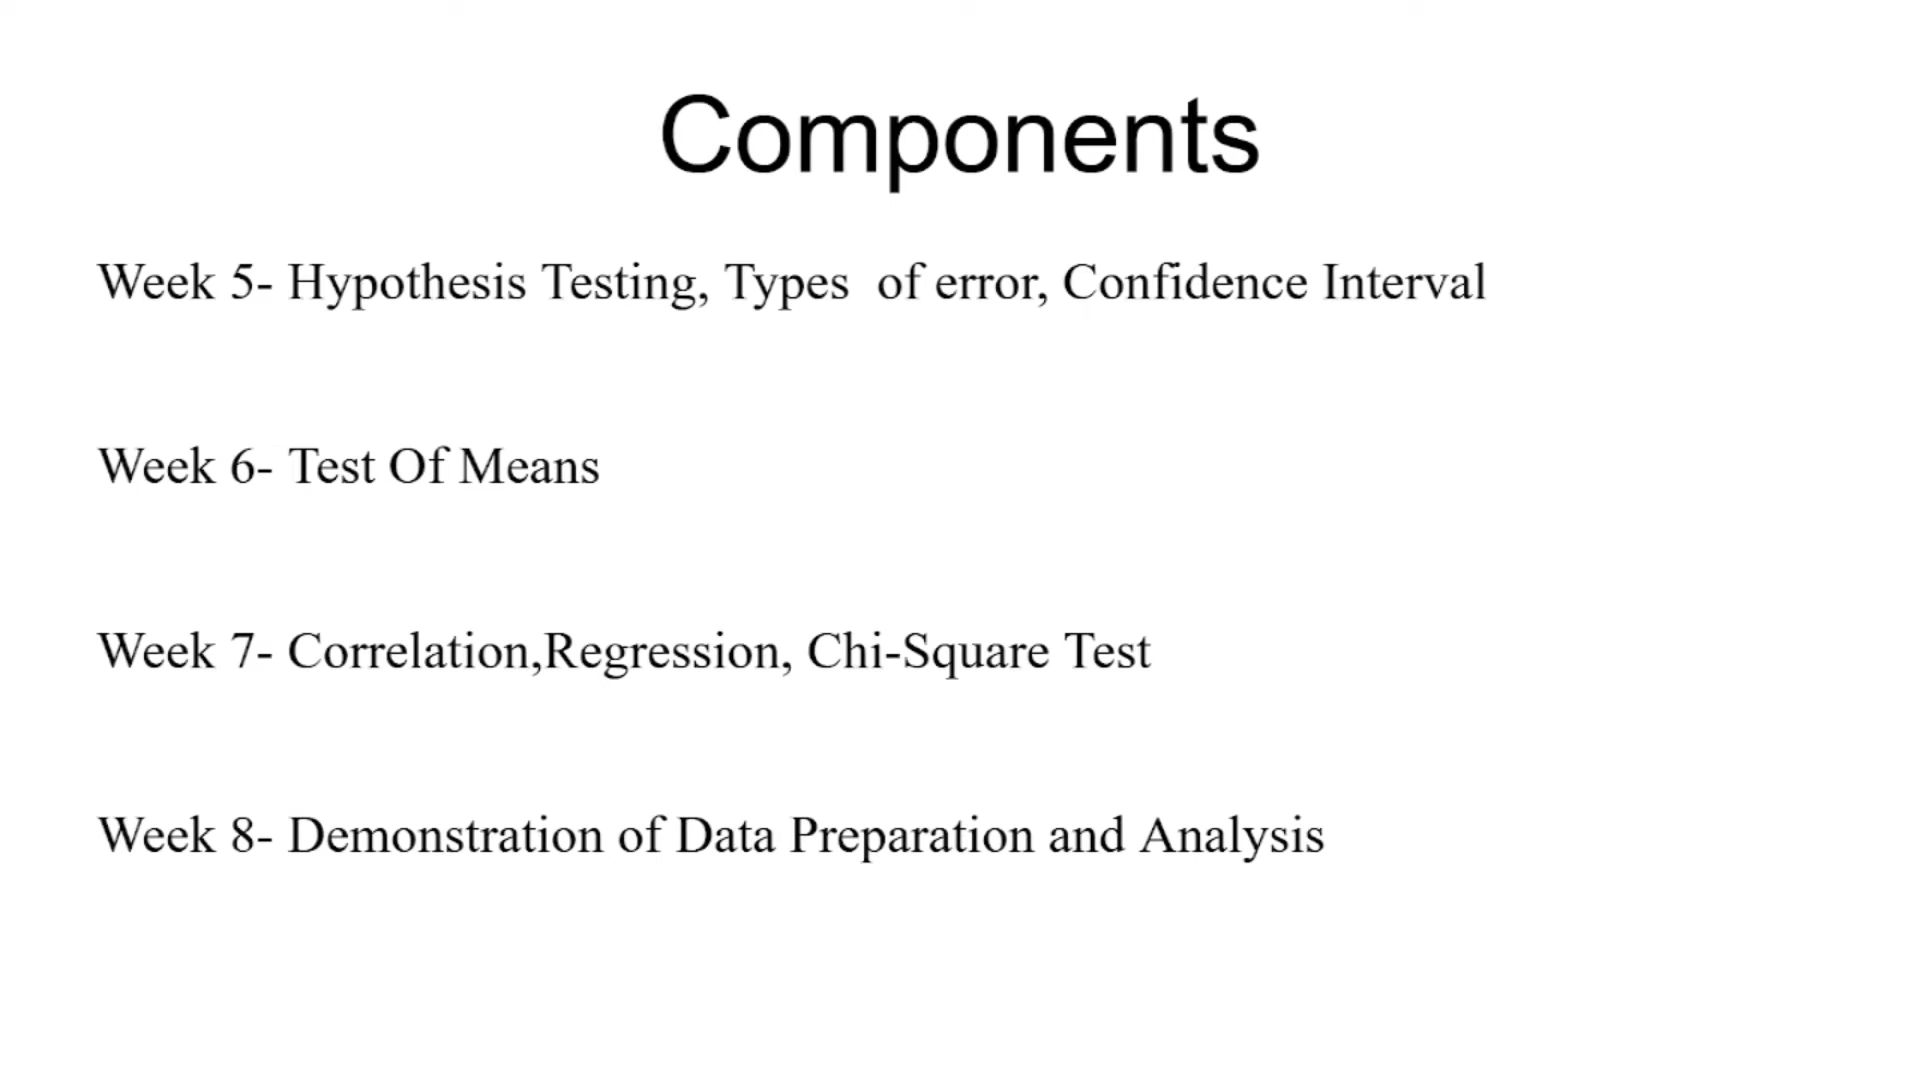 Components
Week 5- Hypothesis Testing, Types  of error, Confidence Interval
Week 6- Test Of Means
Week 7- Correlation,Regression, Chi-Square Test
Week 8- Demonstration of Data Preparation and Analysis